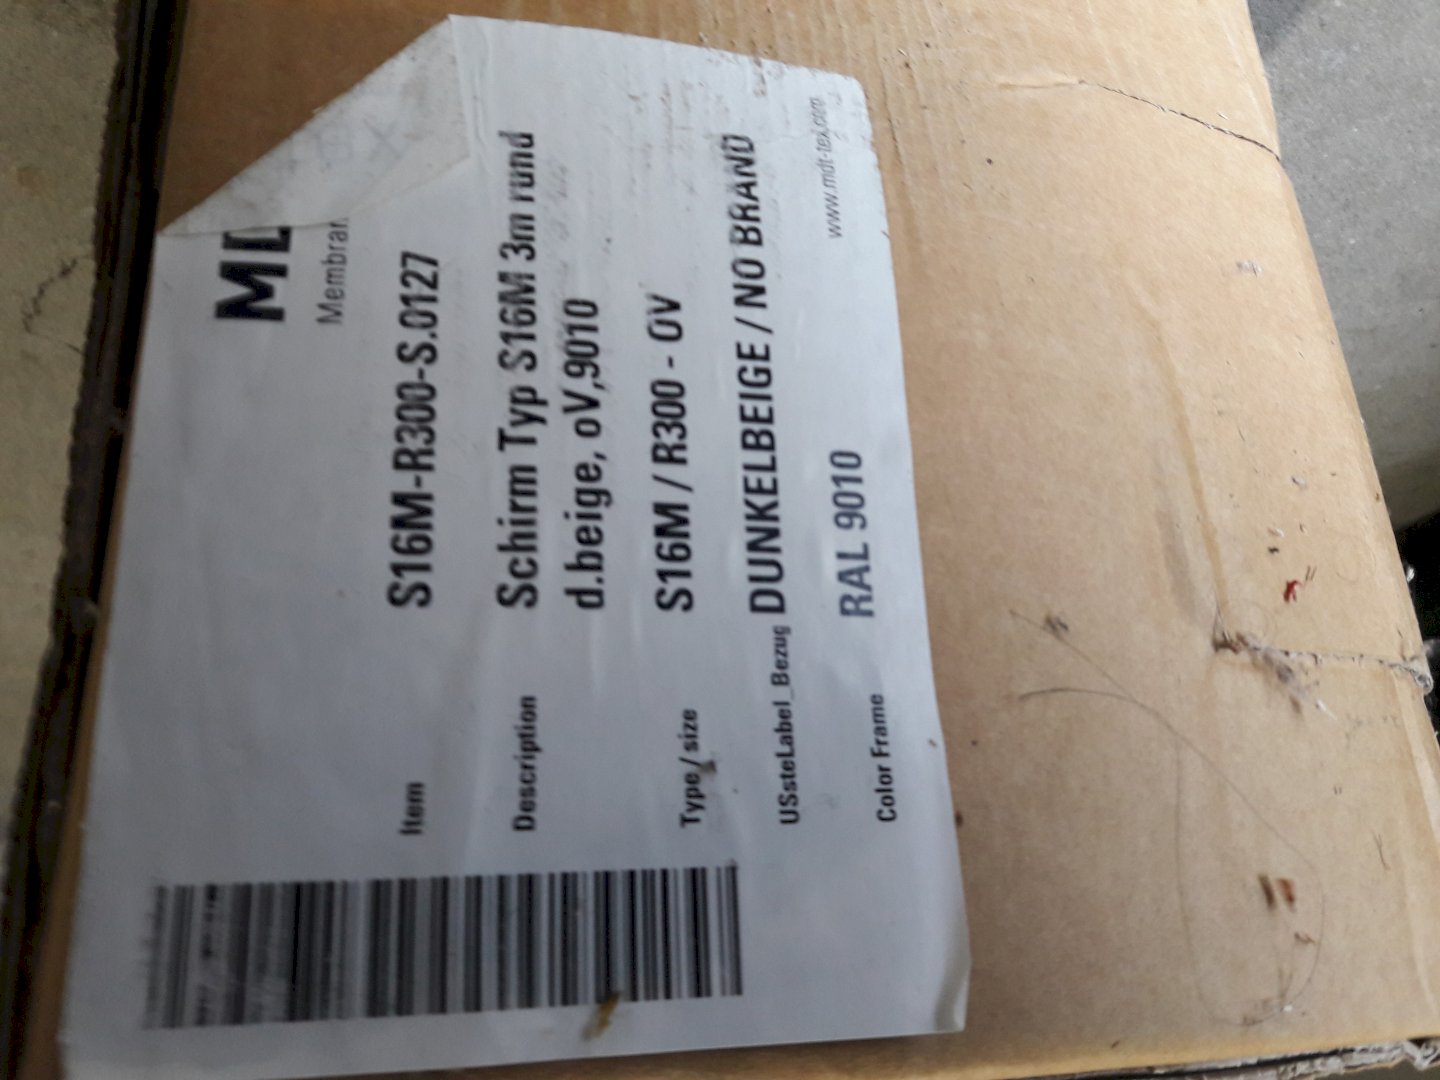 MD
Membran
Item S16M-R300-S.0127
Description Schirm Typ S16M 3m rund
d.beige, oV,9010
Type / size S16M / R300 - OV
USsteLabel_Bezug DUNKELBEIGE / NO BRAND
Color Frame RAL 9010
www.mdt-tex.com